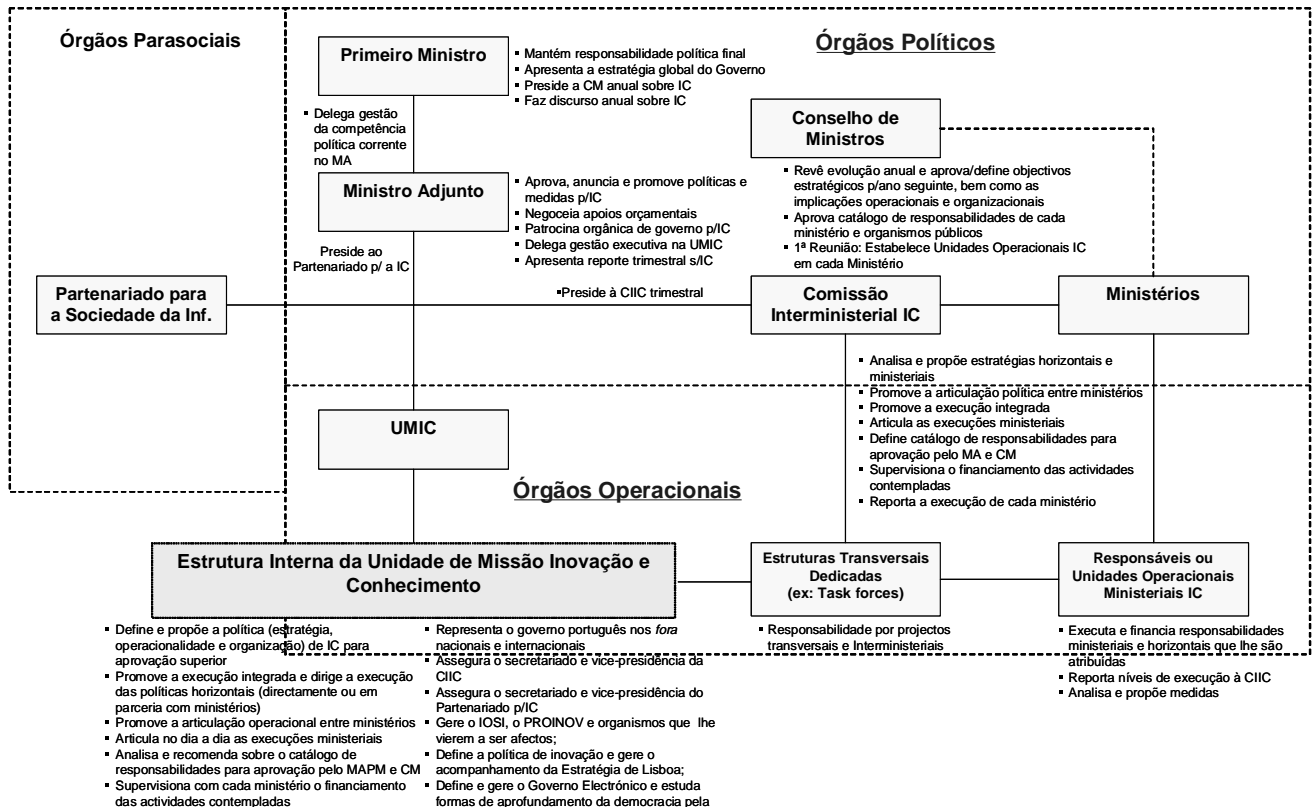 Órgãos Parasociais
Órgãos Políticos
Primeiro Ministro
▪ Mantém responsabilidade política final
▪ Apresenta a estratégia global do Governo
▪ Preside a CM anual sobre IC
▪ Faz discurso anual sobre IC
▪ Delega gestão
da competência
política corrente
no MA
Conselho de
Ministros
▪ Revê evolução anual e aprova/define objectivos
estratégicos p/ano seguinte, bem como as
implicações operacionais e organizacionais
▪ Aprova catálogo de responsabilidades de cada
ministério e organismos públicos
▪ 1ª Reunião: Estabelece Unidades Operacionais IC
em cada Ministério
Ministro Adjunto
▪ Aprova, anuncia e promove políticas e
medidas p/IC
▪ Negoceia apoios orçamentais
▪ Patrocina orgânica de governo p/IC
▪ Delega gestão executiva na UMIC
▪ Apresenta reporte trimestral s/IC
Preside ao
Partenariado p/ a IC
Partenariado para
a Sociedade da Inf.
▪Preside à CIIC trimestral
Comissão
Interministerial IC
Ministérios
▪ Analisa e propõe estratégias horizontais e
ministeriais
▪ Promove a articulação política entre ministérios
▪ Promove a execução integrada
▪ Articula as execuções ministeriais
▪ Define catálogo de responsabilidades para
aprovação pelo MA e CM
▪ Supervisiona o financiamento das actividades
contempladas
▪ Reporta a execução de cada ministério
UMIC
Órgãos Operacionais
Estrutura Interna da Unidade de Missão Inovação e
Conhecimento
Estruturas Transversais
Dedicadas
(ex: Task forces)
Responsáveis ou
Unidades Operacionais
Ministeriais IC
▪ Define e propõe a política (estratégia,
operacionalidade e organização) de IC para
aprovação superior
▪ Promove a execução integrada e dirige a execução
das políticas horizontais (directamente ou em
parceria com ministérios)
▪ Promove a articulação operacional entre ministérios
▪ Articula no dia a dia as execuções ministeriais
▪ Analisa e recomenda sobre o catálogo de
responsabilidades para aprovação pelo MAPM e CM
▪ Supervisiona com cada ministério o financiamento
das actividades contempladas
▪ Representa o governo português nos fora
nacionais e internacionais
▪ Assegura o secretariado e vice-presidência da
CIIC
▪ Assegura o secretariado e vice-presidência do
Partenariado p/IC
▪ Gere o IOSI, o PROINOV e organismos que lhe
vierem a ser afectos;
▪ Define a política de inovação e gere o
acompanhamento da Estratégia de Lisboa;
▪ Define e gere o Governo Electrónico e estuda
formas de aprofundamento da democracia pela
▪ Responsabilidade por projectos
transversais e Interministeriais
▪ Executa e financia responsabilidades
ministeriais e horizontais que lhe são
atribuídas
▪ Reporta níveis de execução à CIIC
▪ Analisa e propõe medidas